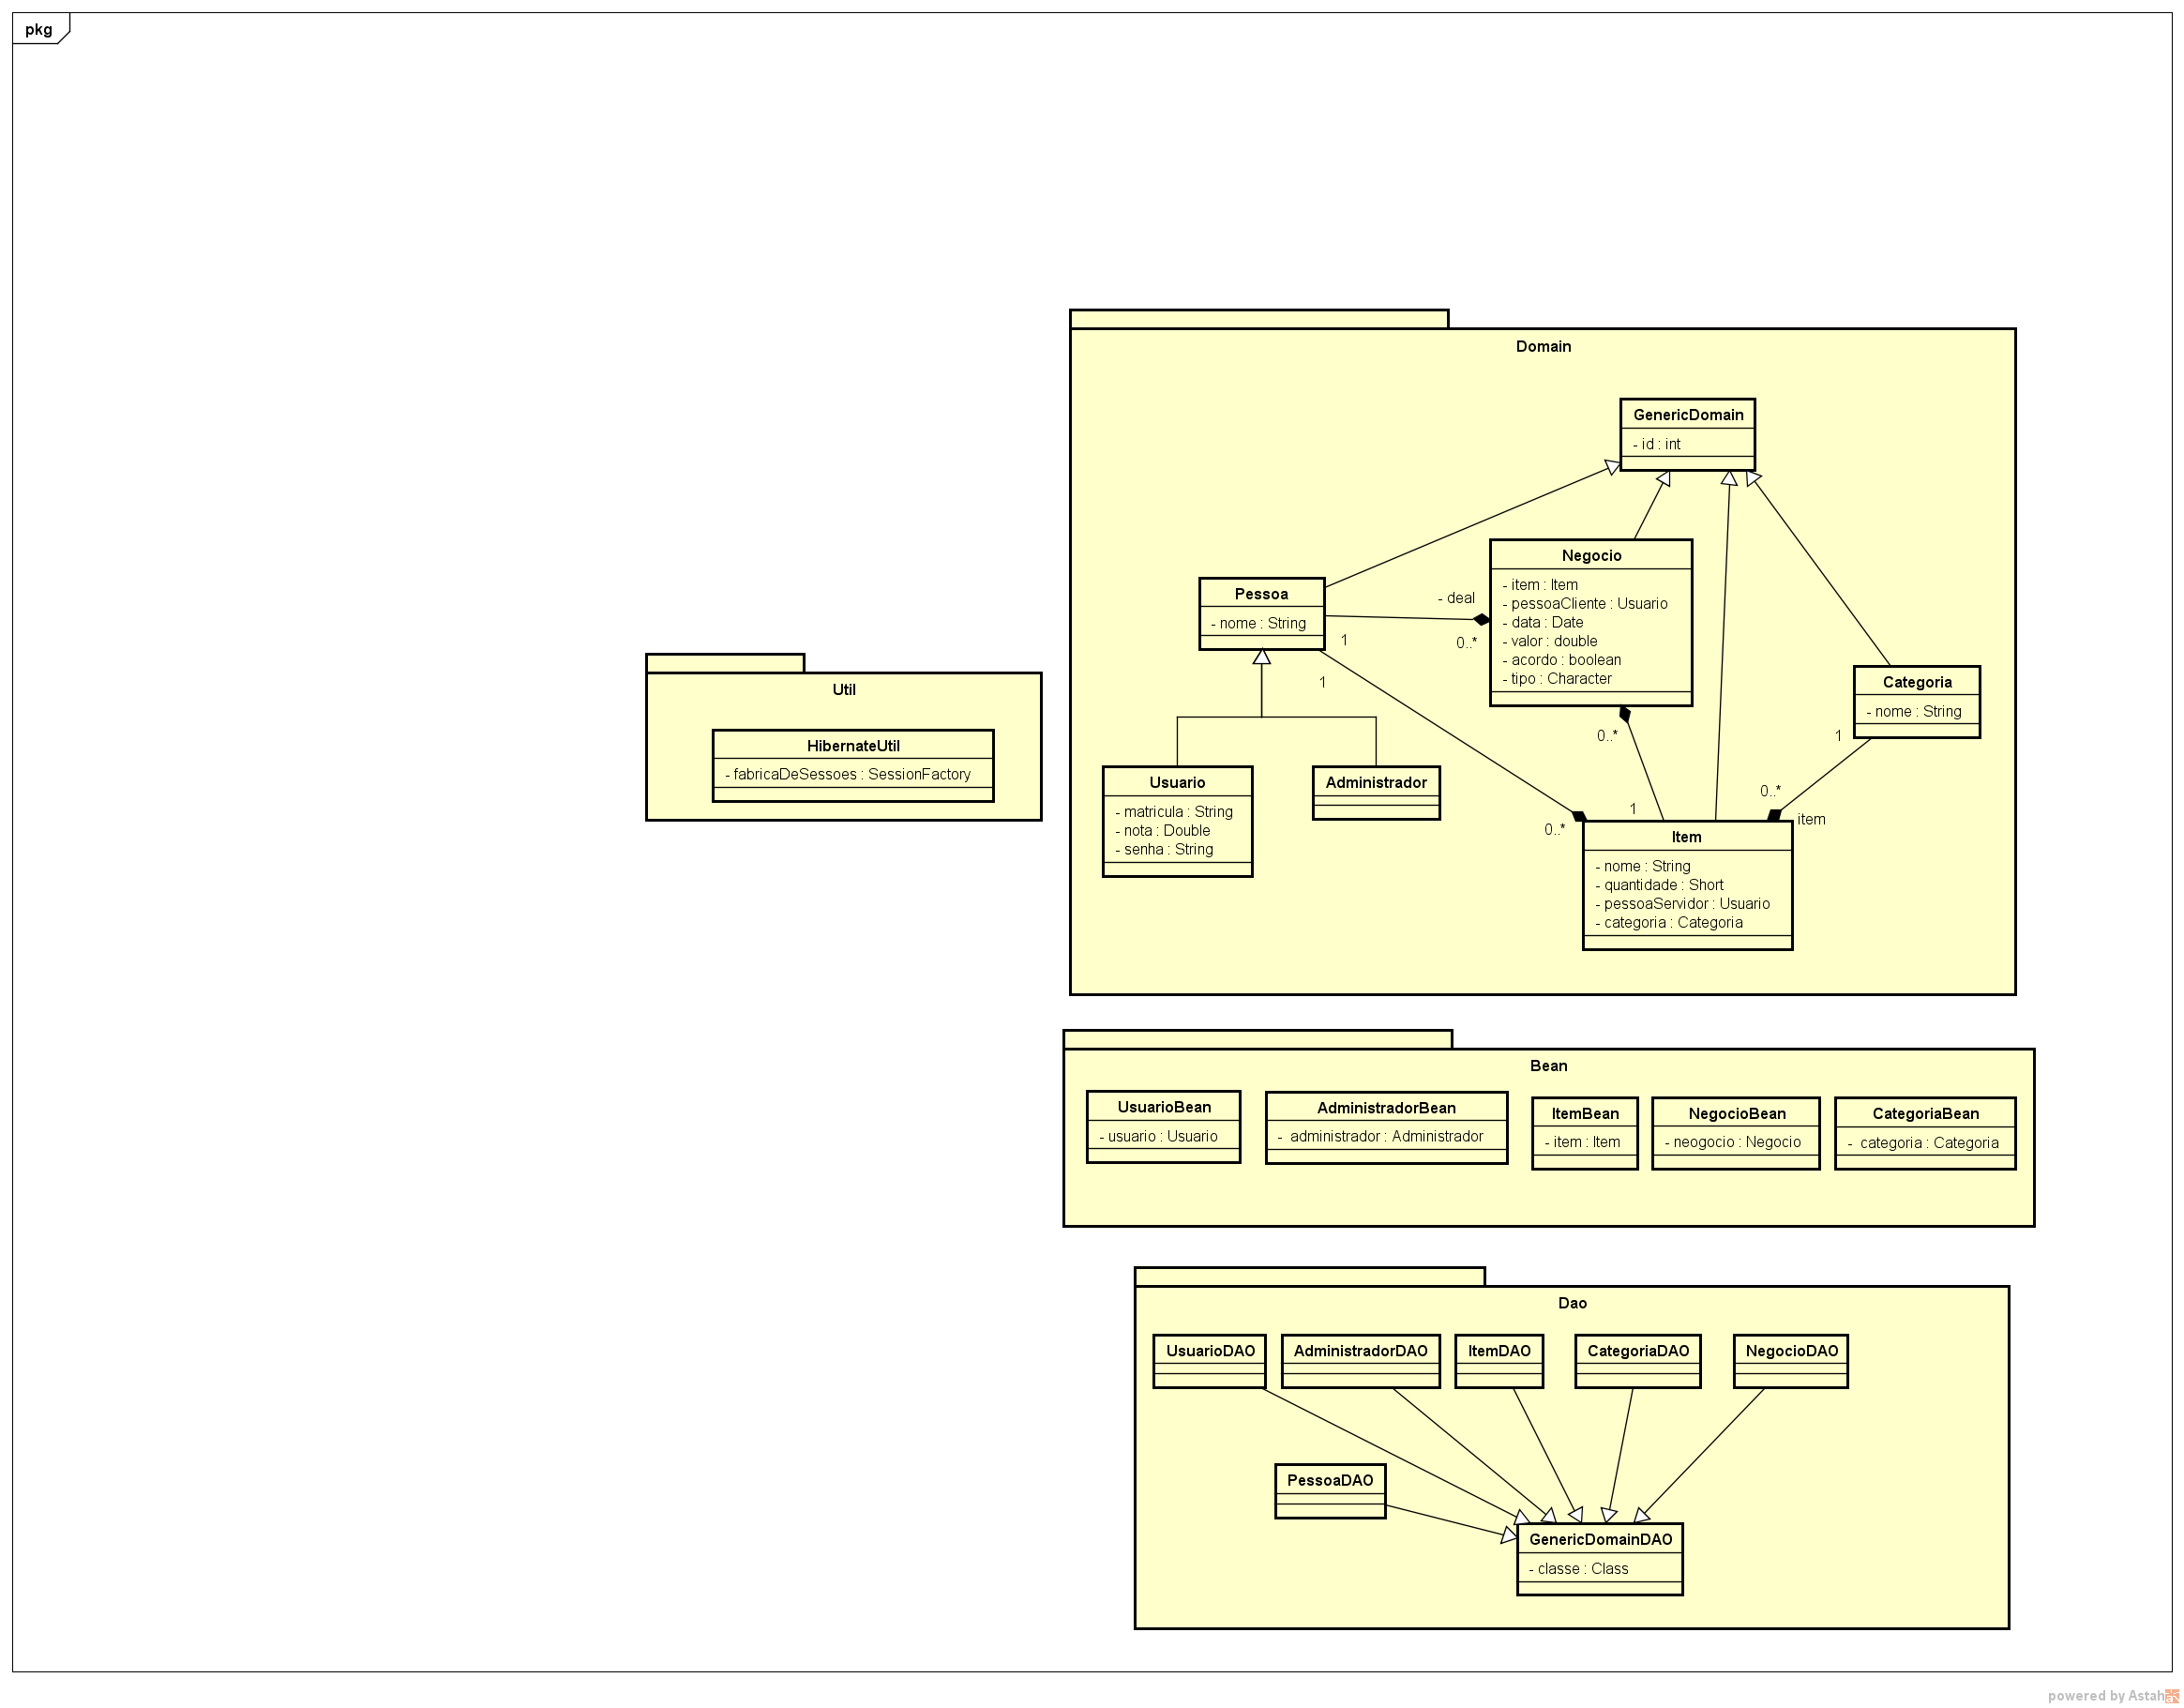 pkg
Domain
GenericDomain
- id : int
Negocio
- item : Item
- pessoaCliente : Usuario
- data : Date
- valor : double
- acordo : boolean
- tipo : Character
Pessoa
- nome : String
- deal
0..*
1
1
Categoria
- nome : String
0..*
1
1
0..*
item
0..*
Usuario
- matricula : String
- nota : Double
- senha : String
Administrador
Item
- nome : String
- quantidade : Short
- pessoaServidor : Usuario
- categoria : Categoria
Util
HibernateUtil
- fabricaDeSessoes : SessionFactory
Bean
UsuarioBean
- usuario : Usuario
AdministradorBean
- administrador : Administrador
ItemBean
- item : Item
NegocioBean
- neogocio : Negocio
CategoriaBean
- categoria : Categoria
Dao
UsuarioDAO
AdministradorDAO
ItemDAO
CategoriaDAO
NegocioDAO
PessoaDAO
GenericDomainDAO
- classe : Class
powered by Astah